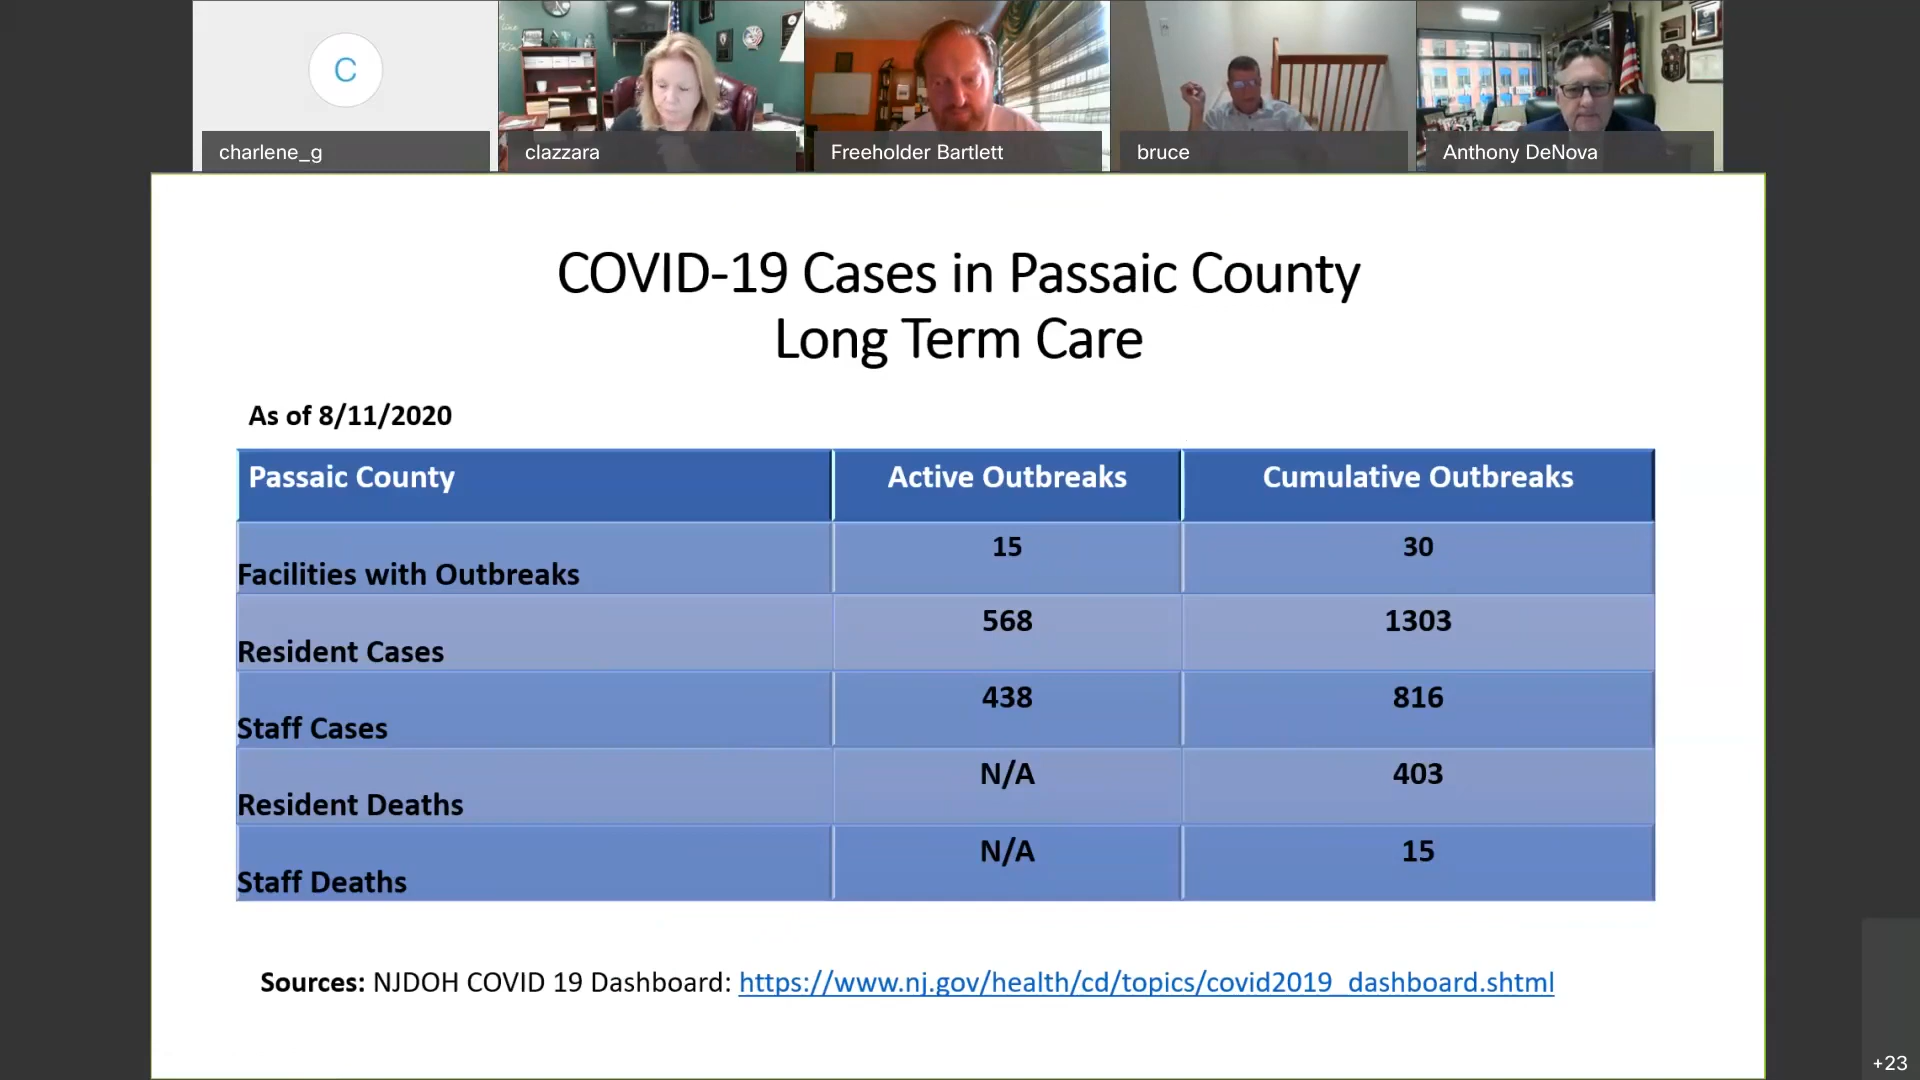 C
charlene_g
clazzara
Freeholder Bartlett
bruce
Anthony DeNova
COVID-19 Cases in Passaic County
Long Term Care
As of 8/11/2020
Passaic County Active Outbreaks Cumulative Outbreaks
Facilities with Outbreaks 15 30
Resident Cases 568 1303
Staff Cases 438 816
Resident Deaths N/A 403
Staff Deaths N/A 15
Sources: NJDOH COVID 19 Dashboard: https://www.nj.gov/health/cd/topics/covid2019_dashboard.shtml
+23